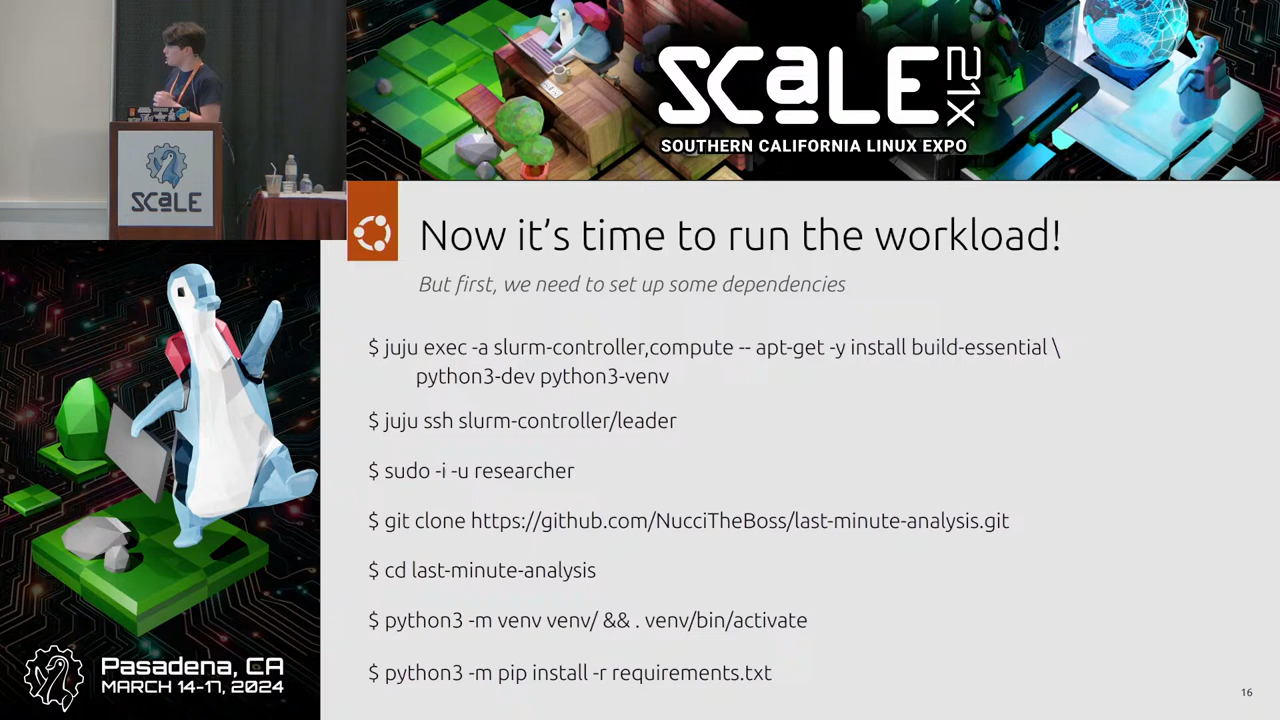 SCaLE 21X
SOUTHERN CALIFORNIA LINUX EXPO
SCaLE
Now it's time to run the workload!
But first, we need to set up some dependencies
$ juju exec -a slurm-controller,compute -- apt-get -y install build-essential \
python3-dev python3-venv
$ juju ssh slurm-controller/leader
$ sudo -i -u researcher
$ git clone https://github.com/NucciTheBoss/last-minute-analysis.git
$ cd last-minute-analysis
$ python3 -m venv venv/ && . venv/bin/activate
$ python3 -m pip install -r requirements.txt
Pasadena, CA
MARCH 14-17, 2024
16